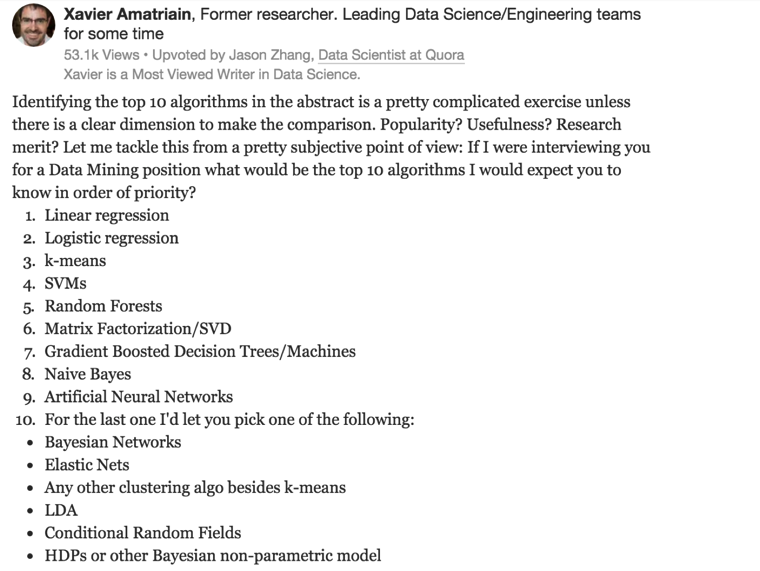 Xavier Amatriain, Former researcher. Leading Data Science/Engineering teams
for some time
53.1k Views • Upvoted by Jason Zhang, Data Scientist at Quora
Xavier is a Most Viewed Writer in Data Science.
Identifying the top 10 algorithms in the abstract is a pretty complicated exercise unless
there is a clear dimension to make the comparison. Popularity? Usefulness? Research
merit? Let me tackle this from a pretty subjective point of view: If I were interviewing you
for a Data Mining position what would be the top 10 algorithms I would expect you to
know in order of priority?
1. Linear regression
2. Logistic regression
3. k-means
4. SVMs
5. Random Forests
6. Matrix Factorization/SVD
7. Gradient Boosted Decision Trees/Machines
8. Naive Bayes
9. Artificial Neural Networks
10. For the last one I'd let you pick one of the following:
• Bayesian Networks
• Elastic Nets
• Any other clustering algo besides k-means
• LDA
• Conditional Random Fields
• HDPs or other Bayesian non-parametric model